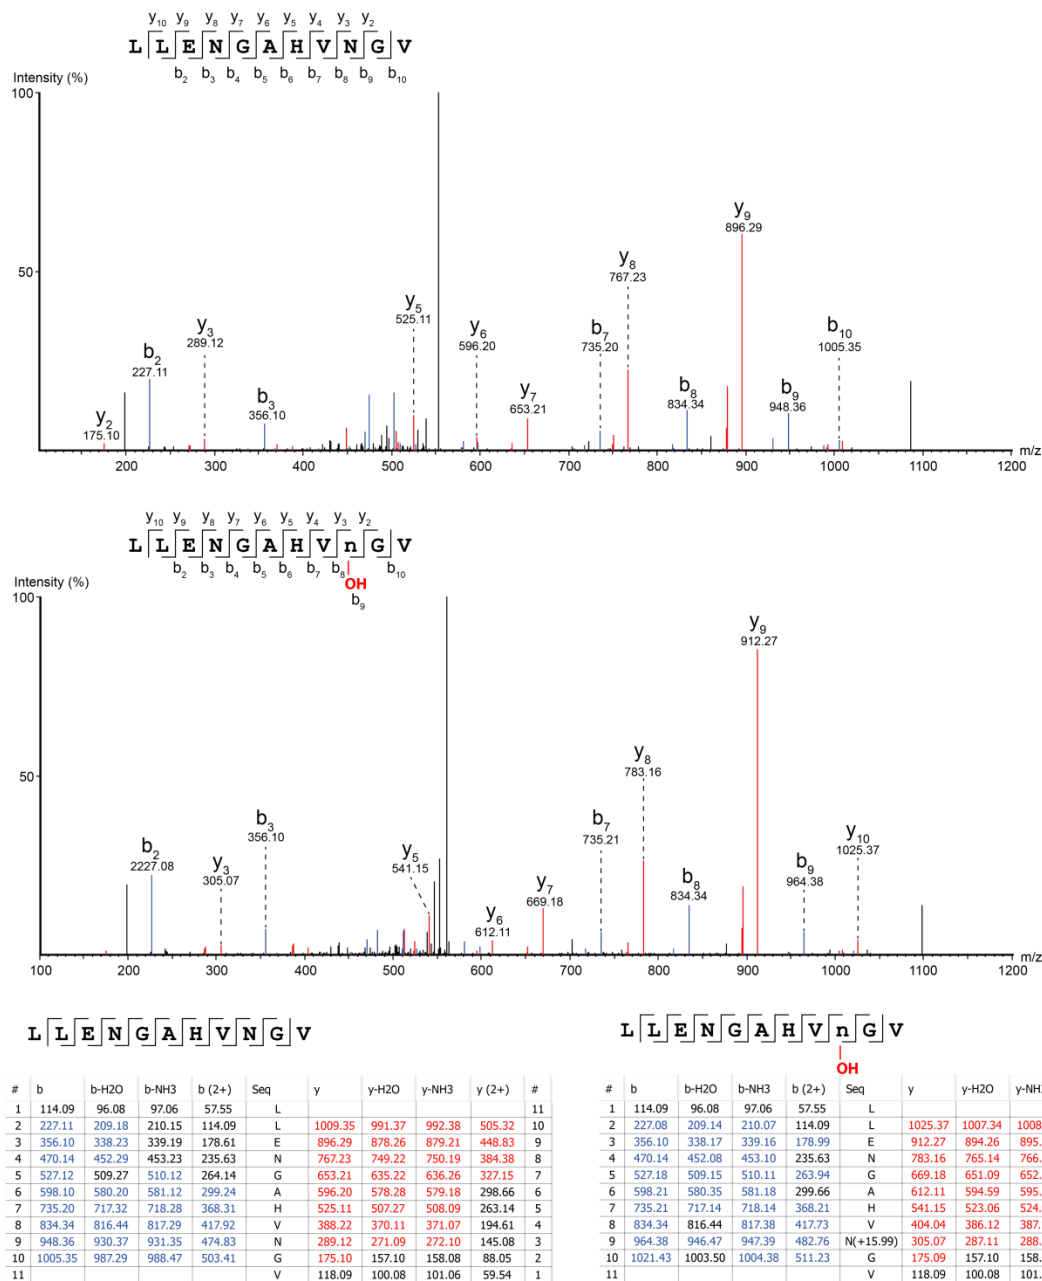 y10 y9 y8 y7 y6 y5 y4 y3 y2
L L E N G A H V N G V
b2 b3 b4 b5 b6 b7 b8 b9 b10
Intensity (%)
100
50
y2
175.10
b2
227.11
y3
289.12
b3
356.10
y5
525.11
y6
596.20
y7
653.21
b7
735.20
y8
767.23
b8
834.34
y9
896.29
b9
948.36
b10
1005.35
200 300 400 500 600 700 800 900 1000 1100 1200 m/z
y10 y9 y8 y7 y6 y5 y4 y3 y2
L L E N G A H V n G V
b2 b3 b4 b5 b6 b7 b8 b10
OH
b9
Intensity (%)
100
50
b2
2227.08
y3
305.07
b3
356.10
y5
541.15
y6
612.11
y7
669.18
b7
735.21
y8
783.16
b8
834.34
y9
912.27
b9
964.38
y10
1025.37
100 200 300 400 500 600 700 800 900 1000 1100 1200 m/z
L L E N G A H V N G V
# b b-H2O b-NH3 b (2+) Seq y y-H2O y-NH3 y (2+) #
1 114.09 96.08 97.06 57.55 L 11
2 227.11 209.18 210.15 114.09 L 1009.35 991.37 992.38 505.32 10
3 356.10 338.23 339.19 178.61 E 896.29 878.26 879.21 448.83 9
4 470.14 452.29 453.23 235.63 N 767.23 749.22 750.19 384.38 8
5 527.12 509.27 510.12 264.14 G 653.21 635.22 636.26 327.15 7
6 598.10 580.20 581.12 299.24 A 596.20 578.28 579.18 298.66 6
7 735.20 717.32 718.28 368.31 H 525.11 507.27 508.09 263.14 5
8 834.34 816.44 817.29 417.92 V 388.22 370.11 371.07 194.61 4
9 948.36 930.37 931.35 474.83 N 289.12 271.09 272.10 145.08 3
10 1005.35 987.29 988.47 503.41 G 175.10 157.10 158.08 88.05 2
11 V 118.09 100.08 101.06 59.54 1
L L E N G A H V n G V
OH
# b b-H2O b-NH3 b (2+) Seq y y-H2O y-NH
1 114.09 96.08 97.06 57.55 L
2 227.08 209.14 210.07 114.09 L 1025.37 1007.34 1008
3 356.10 338.17 339.16 178.99 E 912.27 894.26 895.
4 470.14 452.08 453.10 235.63 N 783.16 765.14 766.
5 527.18 509.15 510.11 263.94 G 669.18 651.09 652.
6 598.21 580.35 581.18 299.66 A 612.11 594.59 595.
7 735.21 717.14 718.14 368.21 H 541.15 523.06 524.
8 834.34 816.44 817.38 417.73 V 404.04 386.12 387.
9 964.38 946.47 947.39 482.76 N(+15.99) 305.07 287.11 288.
10 1021.43 1003.50 1004.38 511.23 G 175.09 157.10 158.
11 V 118.09 100.08 101.